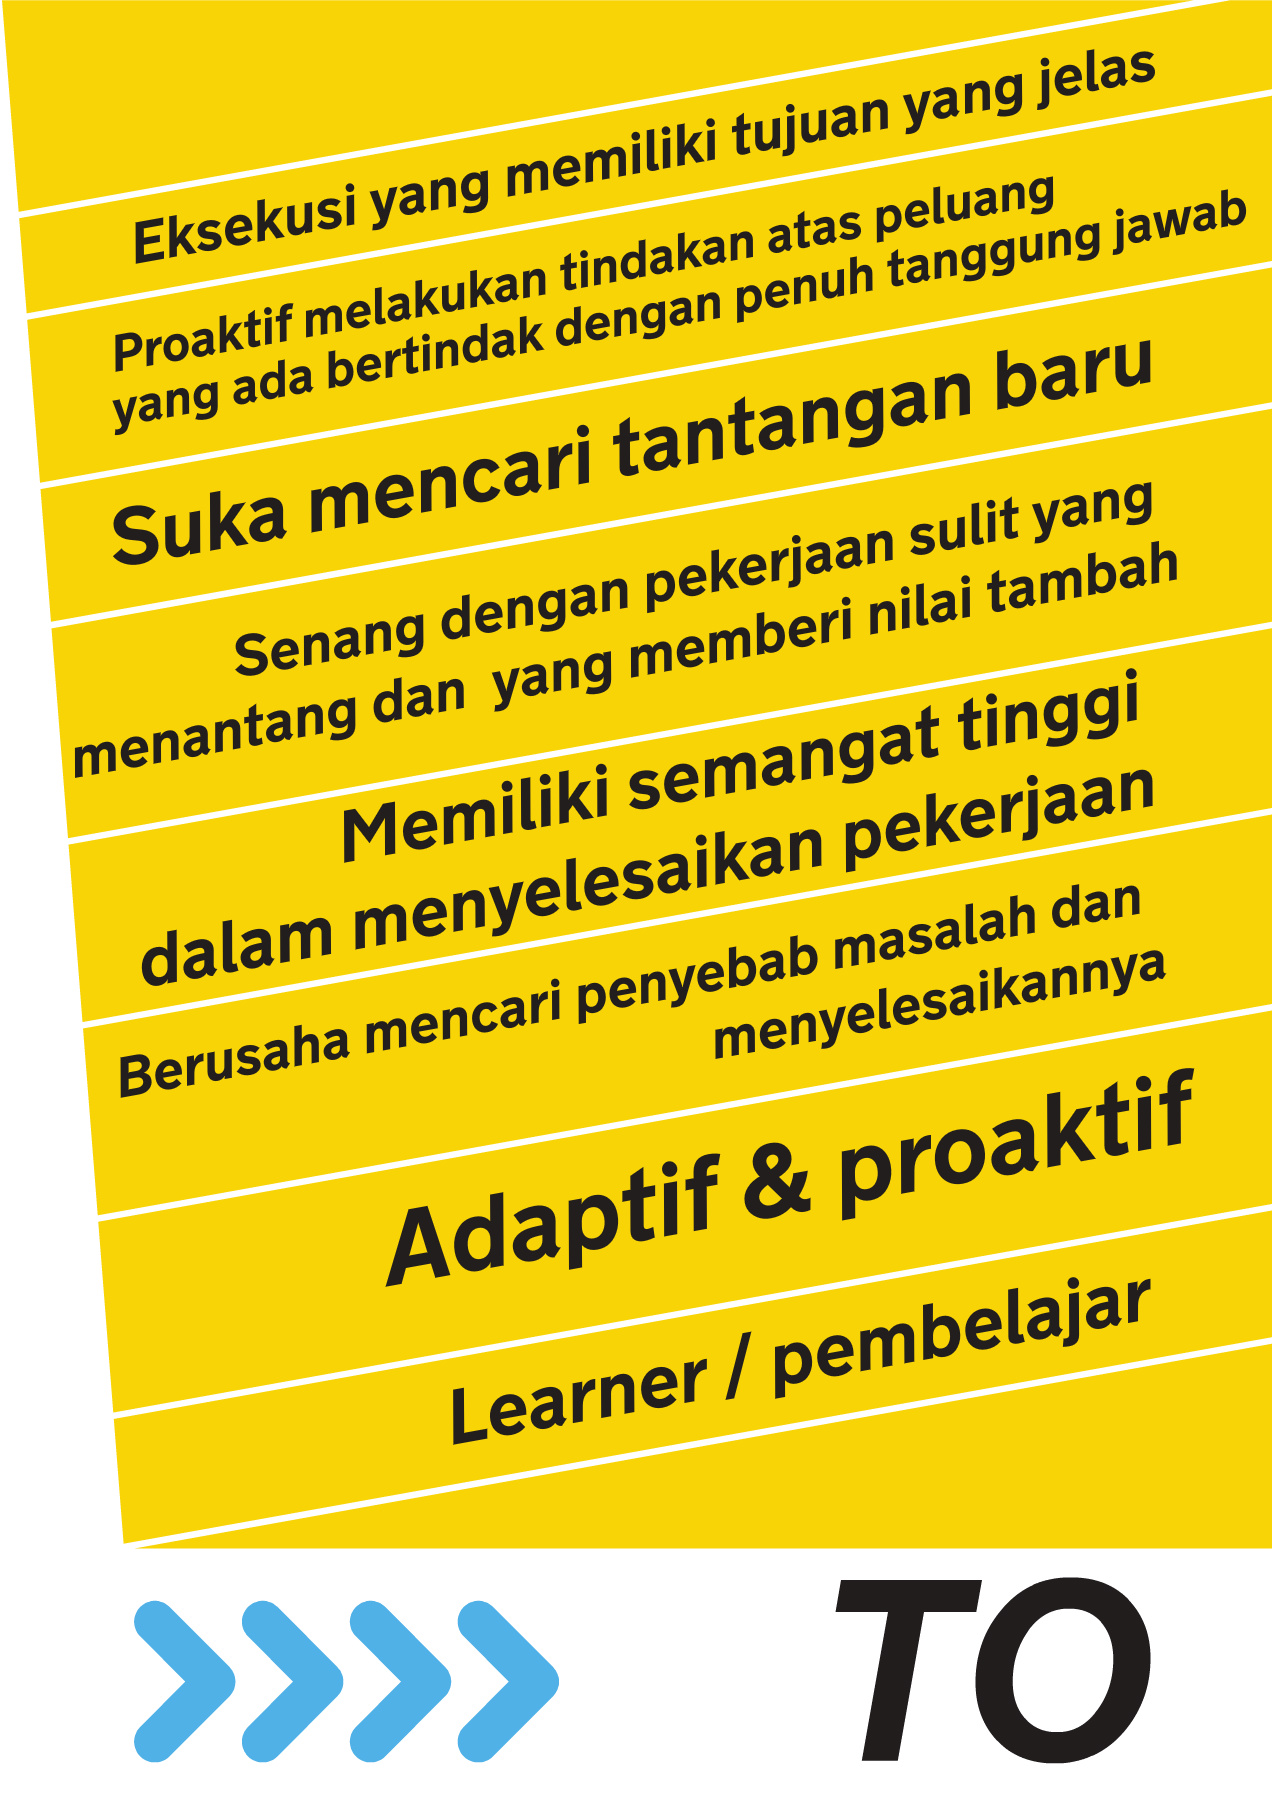 Eksekusi yang memiliki tujuan yang jelas
Proaktif melakukan tindakan atas peluang
yang ada bertindak dengan penuh tanggung jawab
Suka mencari tantangan baru
Senang dengan pekerjaan sulit yang
menantang dan yang memberi nilai tambah
Memiliki semangat tinggi
dalam menyelesaikan pekerjaan
Berusaha mencari penyebab masalah dan
menyelesaikannya
Adaptif & proaktif
Learner / pembelajar
TO